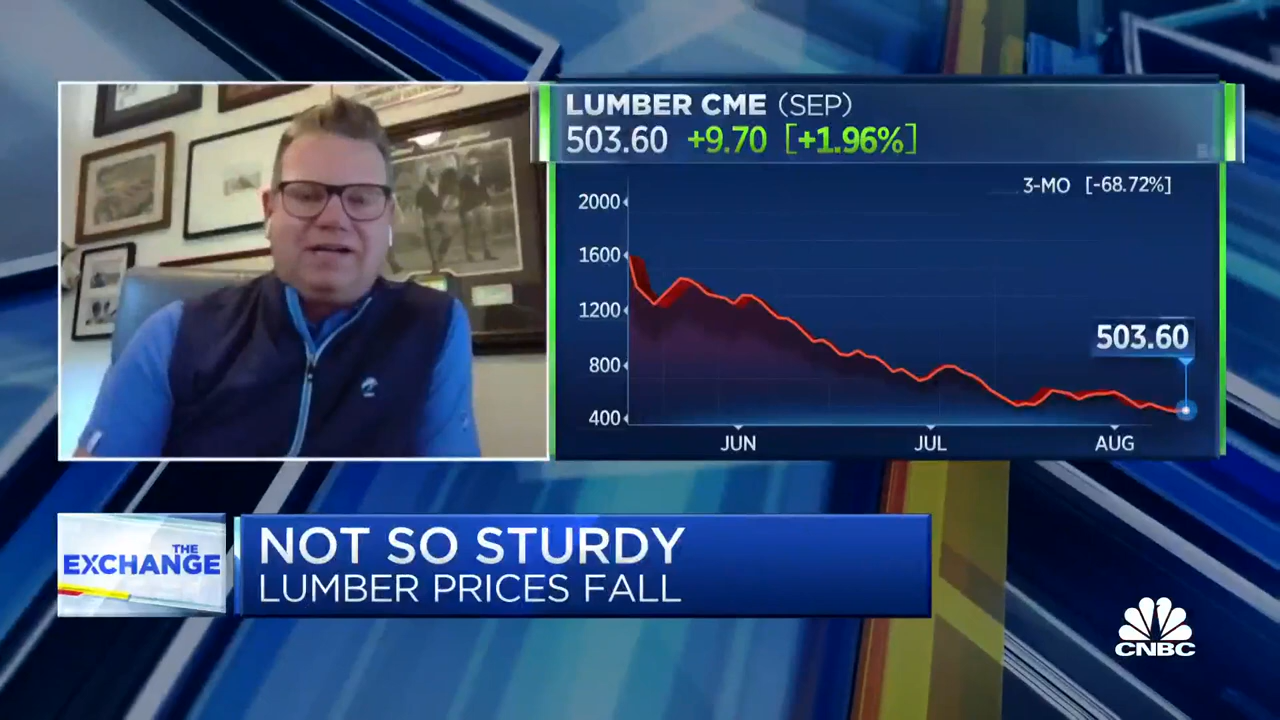 LUMBER CME (SEP)
503.60 +9.70 [+1.96%]
3-MO [-68.72%]
2000
1600
1200
800
400
503.60
JUN JUL AUG
THE
EXCHANGE
NOT SO STURDY
LUMBER PRICES FALL
CNBC